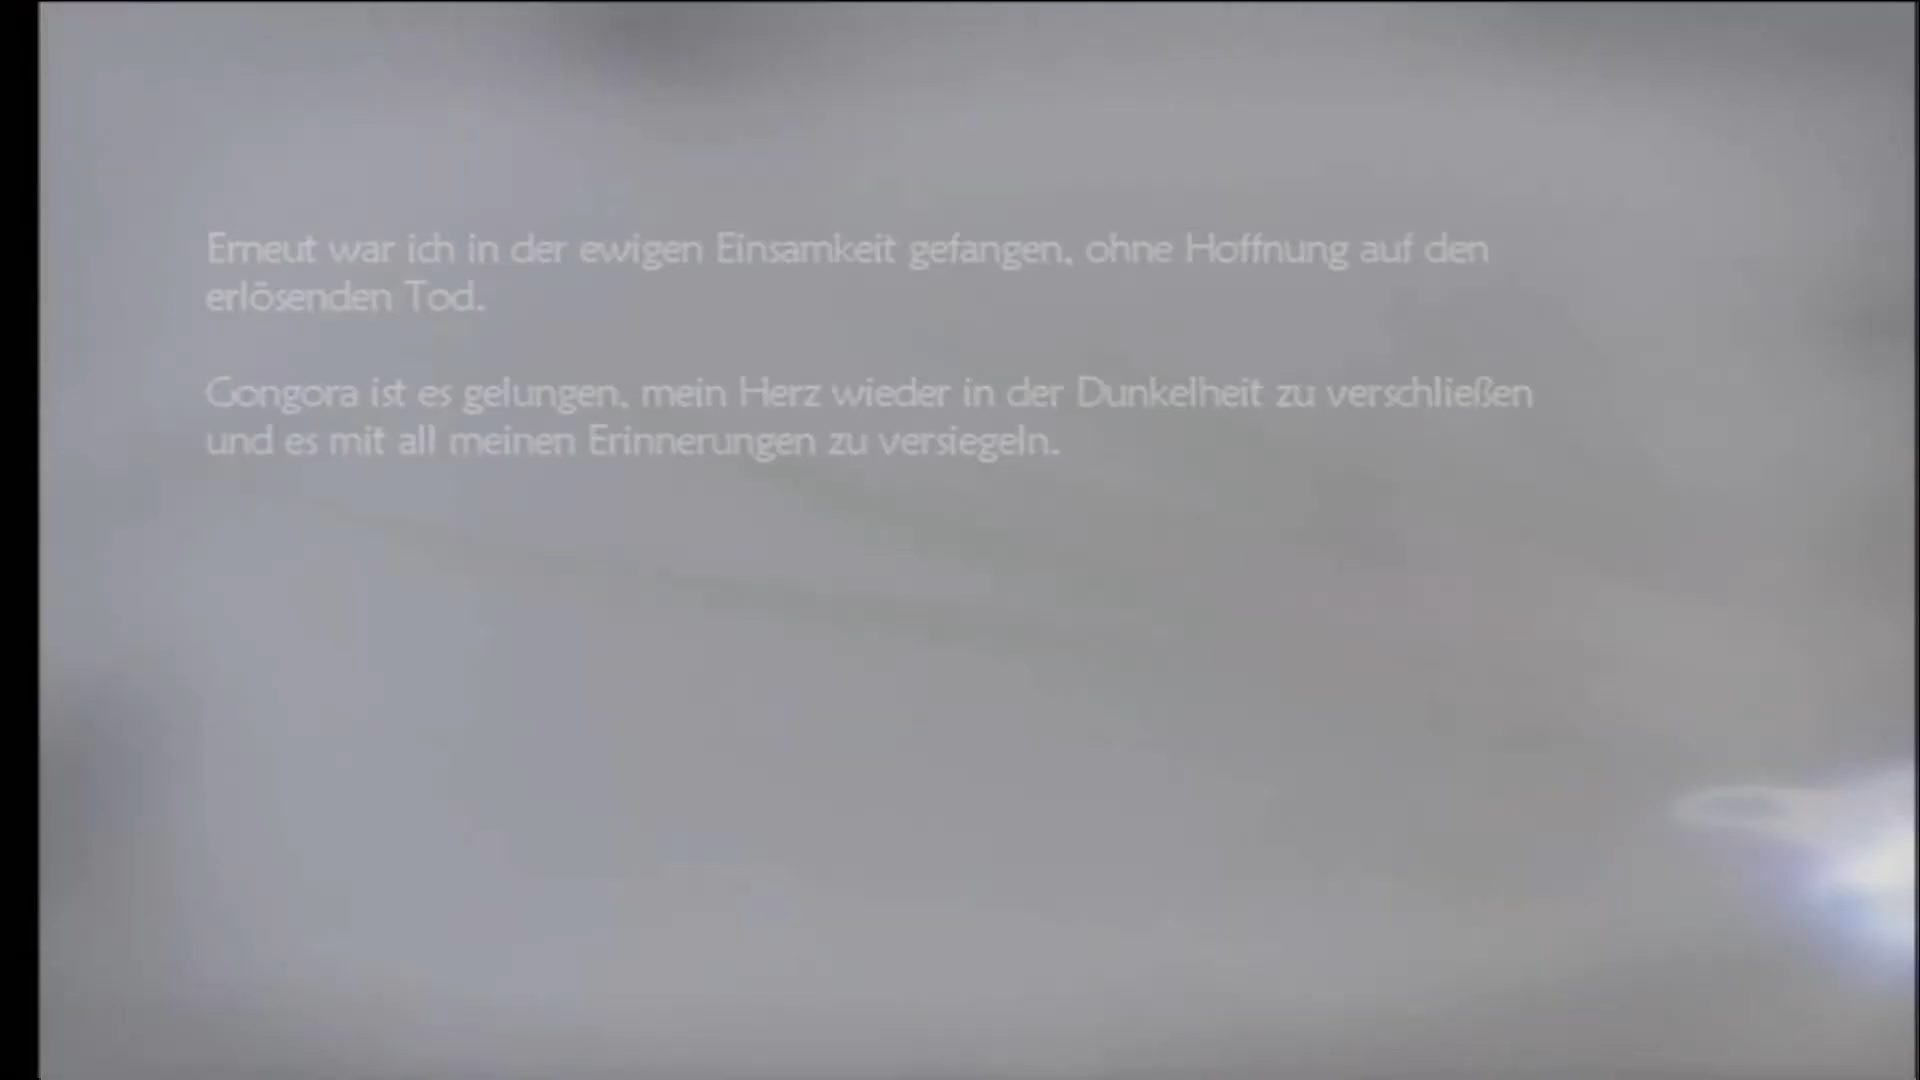 Erneut war ich in der ewigen Einsamkeit gefangen, ohne Hoffnung auf den
erlösenden Tod.
Gongora ist es gelungen, mein Herz wieder in der Dunkelheit zu verschließen
und es mit all meinen Erinnerungen zu versiegeln.